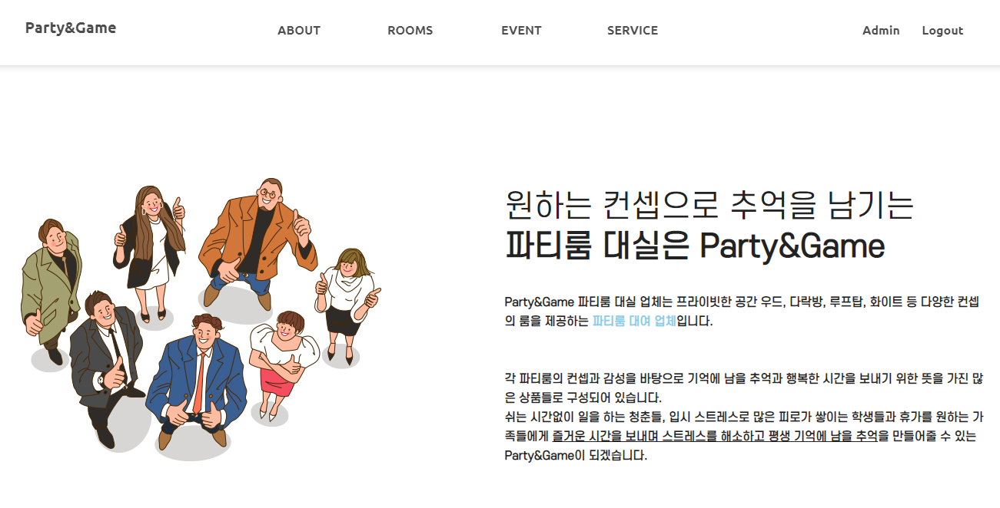 Party&Game
ABOUT ROOMS EVENT SERVICE
Admin Logout
원하는 컨셉으로 추억을 남기는
파티룸 대실은 Party&Game
Party&Game 파티룸 대실 업체는 프라이빗한 공간 우드, 다락방, 루프탑, 화이트 등 다양한 컨셉
의 룸을 제공하는 파티룸 대여 업체입니다.
각 파티룸의 컨셉과 감성을 바탕으로 기억에 남을 추억과 행복한 시간을 보내기 위한 뜻을 가진 많
은 상품들로 구성되어 있습니다.
쉬는 시간없이 일을 하는 청춘들, 입시 스트레스로 많은 피로가 쌓이는 학생들과 휴가를 원하는 가
족들에게 즐거운 시간을 보내며 스트레스를 해소하고 평생 기억에 남을 추억을 만들어줄 수 있는
Party&Game이 되겠습니다.